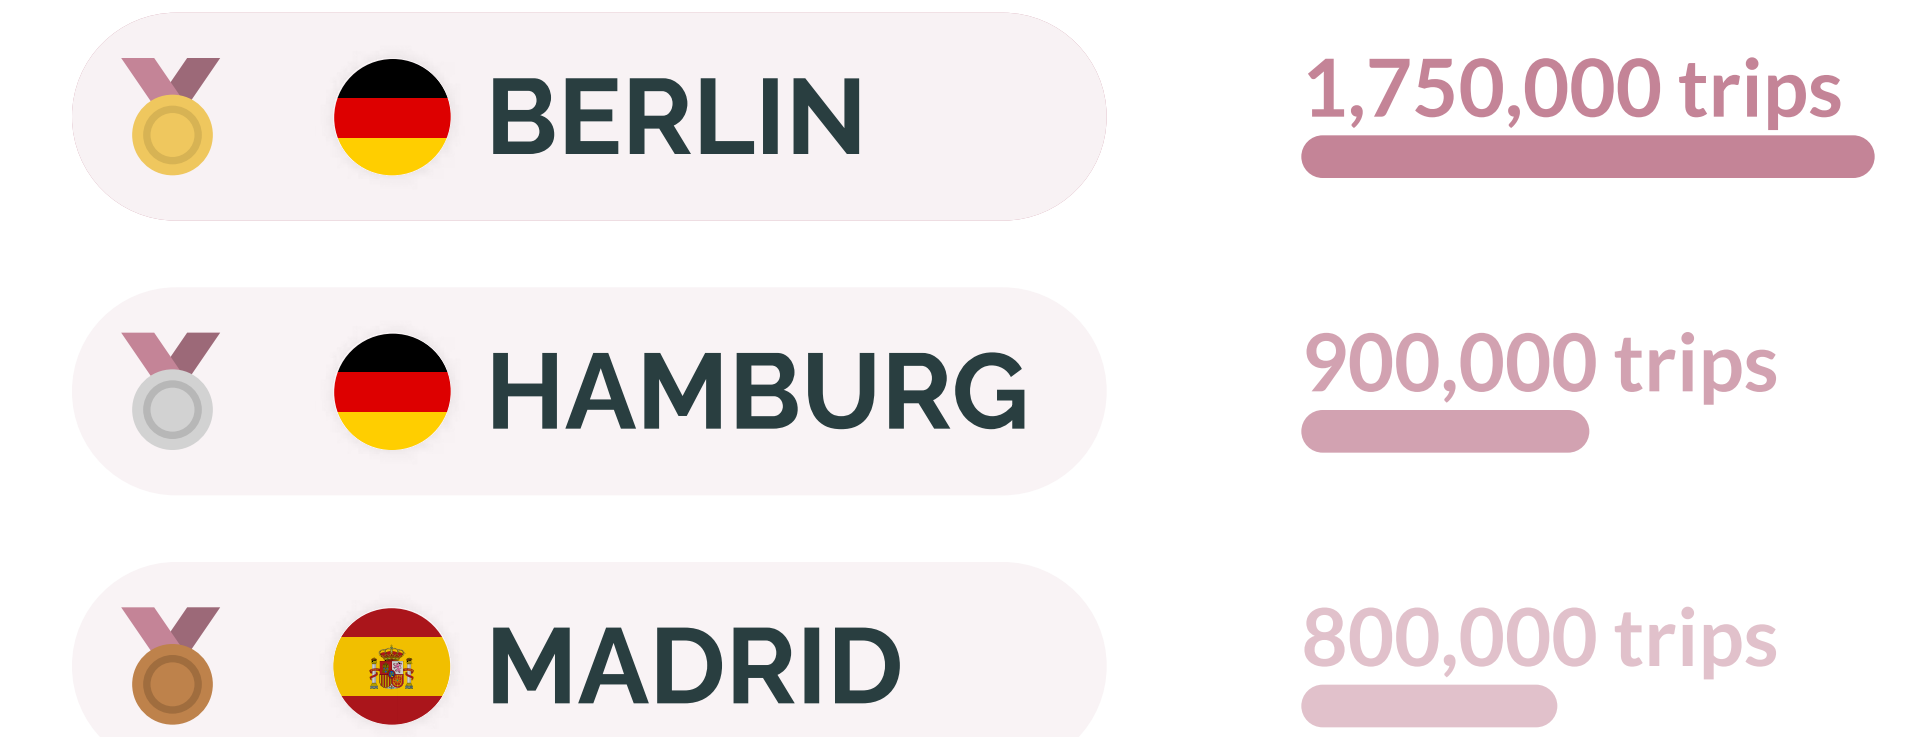 BERLIN
1,750,000 trips
HAMBURG
900,000 trips
MADRID
800,000 trips